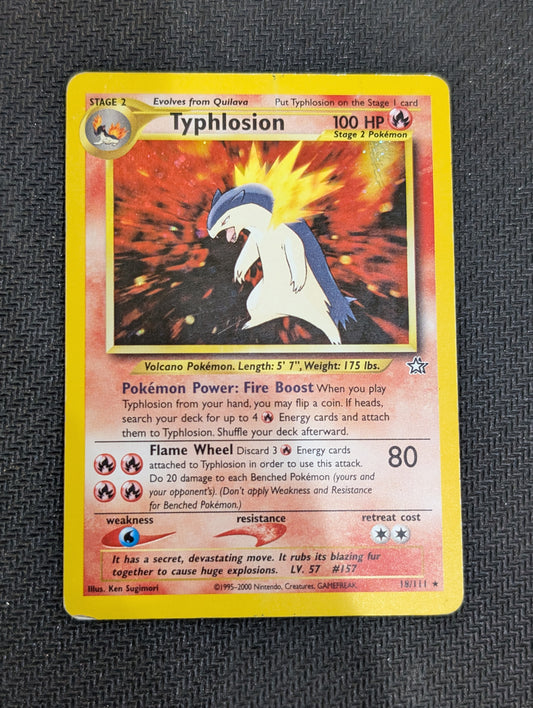 STAGE 2 Evolves from Quilava Put Typhlosion on the Stage 1 card
Typhlosion 100 HP
Stage 2 Pokémon
Volcano Pokémon. Length: 5' 7", Weight: 175 lbs.
Pokémon Power: Fire Boost When you play
Typhlosion from your hand, you may flip a coin. If heads,
search your deck for up to 4 Energy cards and attach
them to Typhlosion. Shuffle your deck afterward.
Flame Wheel Discard 3 Energy cards
attached to Typhlosion in order to use this attack.
Do 20 damage to each Benched Pokémon (yours and
your opponent's). (Don't apply Weakness and Resistance
for Benched Pokémon.)
80
weakness resistance retreat cost
It has a secret, devastating move. It rubs its blazing fur
together to cause huge explosions. LV. 57 #157
Illus. Ken Sugimori ©1995-2000 Nintendo, Creatures, GAMEFREAK. 18/111 ★